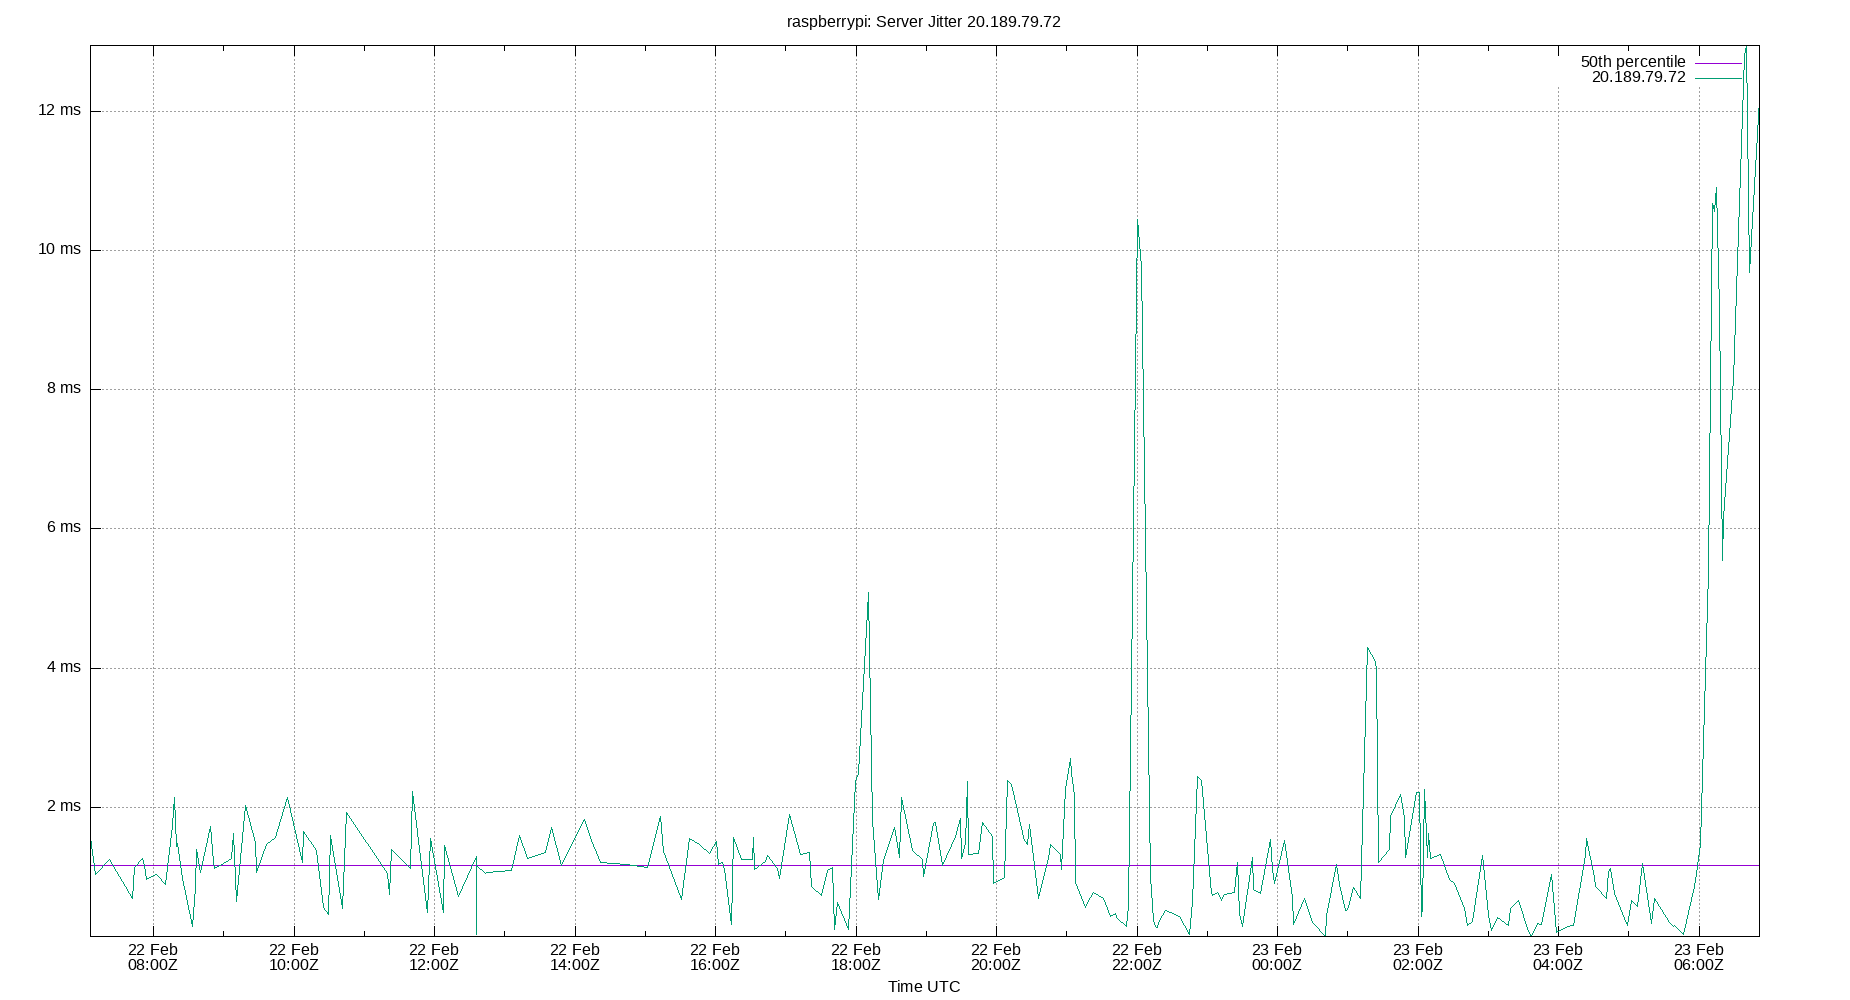 raspberrypi: Server Jitter 20.189.79.72
50th percentile
20.189.79.72
12 ms
10 ms
8 ms
6 ms
4 ms
2 ms
22 Feb 22 Feb 22 Feb 22 Feb 22 Feb 22 Feb 22 Feb 22 Feb 23 Feb 23 Feb 23 Feb 23 Feb
08:00Z 10:00Z 12:00Z 14:00Z 16:00Z 18:00Z 20:00Z 22:00Z 00:00Z 02:00Z 04:00Z 06:00Z
Time UTC